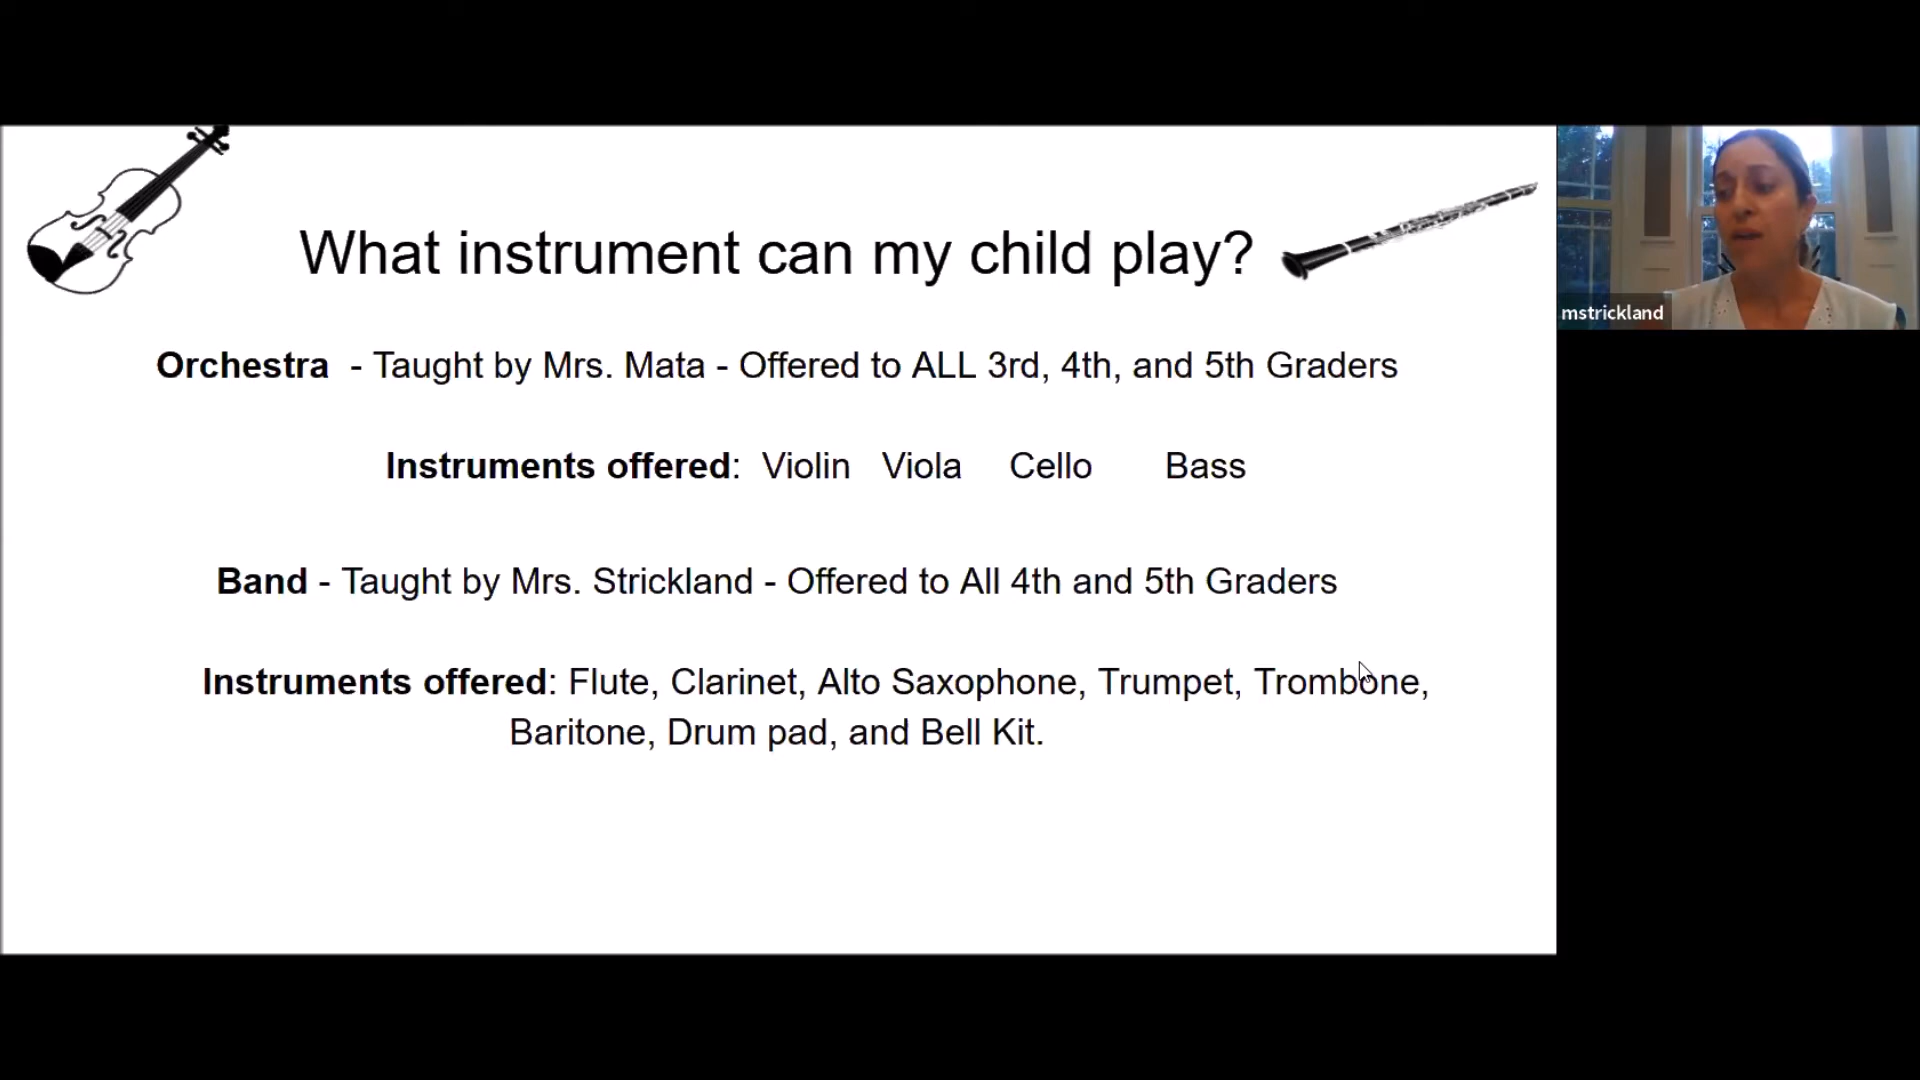 What instrument can my child play?
mstrickland
Orchestra - Taught by Mrs. Mata - Offered to ALL 3rd, 4th, and 5th Graders
Instruments offered: Violin Viola Cello Bass
Band - Taught by Mrs. Strickland - Offered to All 4th and 5th Graders
Instruments offered: Flute, Clarinet, Alto Saxophone, Trumpet, Trombone,
Baritone, Drum pad, and Bell Kit.